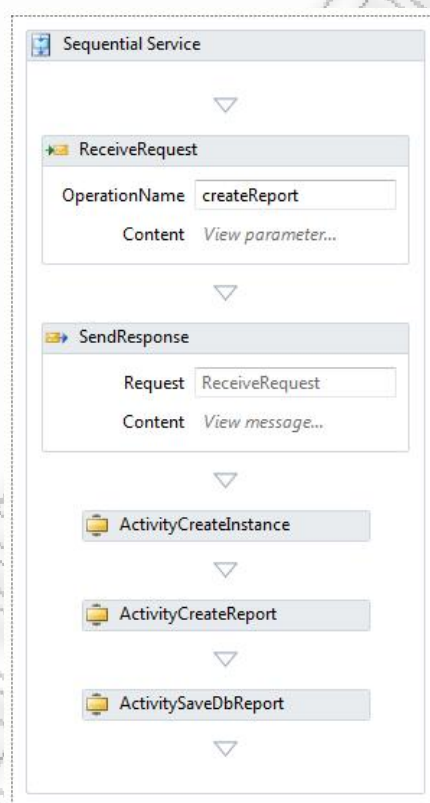 Sequential Service
ReceiveRequest
OperationName createReport
Content View parameter...
SendResponse
Request ReceiveRequest
Content View message...
ActivityCreateInstance
ActivityCreateReport
ActivitySaveDbReport